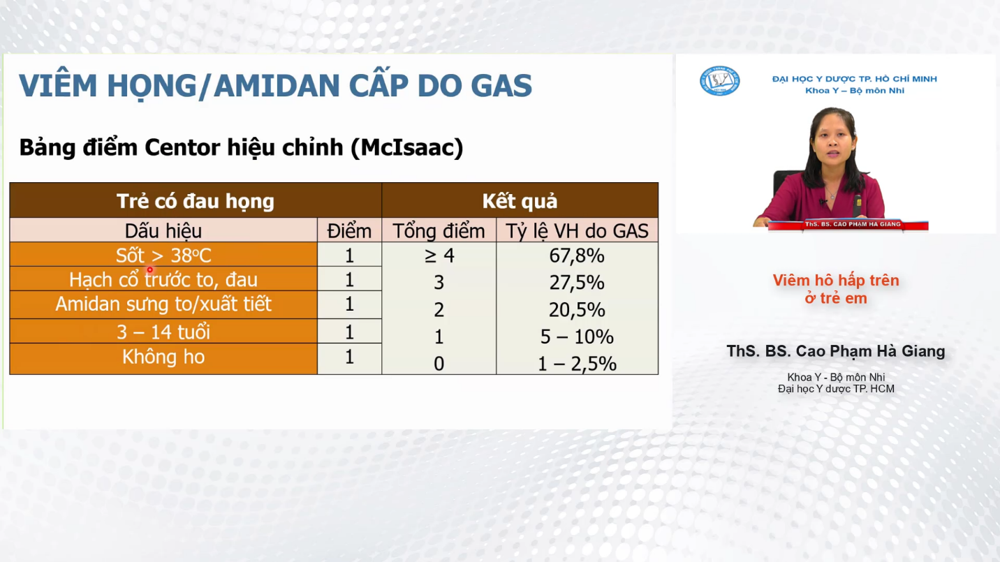 VIÊM HỌNG/AMIDAN CẤP DO GAS
Bảng điểm Centor hiệu chỉnh (McIsaac)
Trẻ có đau họng Kết quả
Dấu hiệu Điểm Tổng điểm Tỷ lệ VH do GAS
Sốt > 38ºC 1 ≥ 4 67,8%
Hạch cổ trước to, đau 1 3 27,5%
Amidan sưng to/xuất tiết 1 2 20,5%
3 – 14 tuổi 1 1 5 – 10%
Không ho 1 0 1 – 2,5%
ĐẠI HỌC Y DƯỢC TP. HỒ CHÍ MINH
Khoa Y – Bộ môn Nhi
ThS. BS. CAO PHẠM HÀ GIANG
Viêm hô hấp trên
ở trẻ em
ThS. BS. Cao Phạm Hà Giang
Khoa Y - Bộ môn Nhi
Đại học Y dược TP. HCM